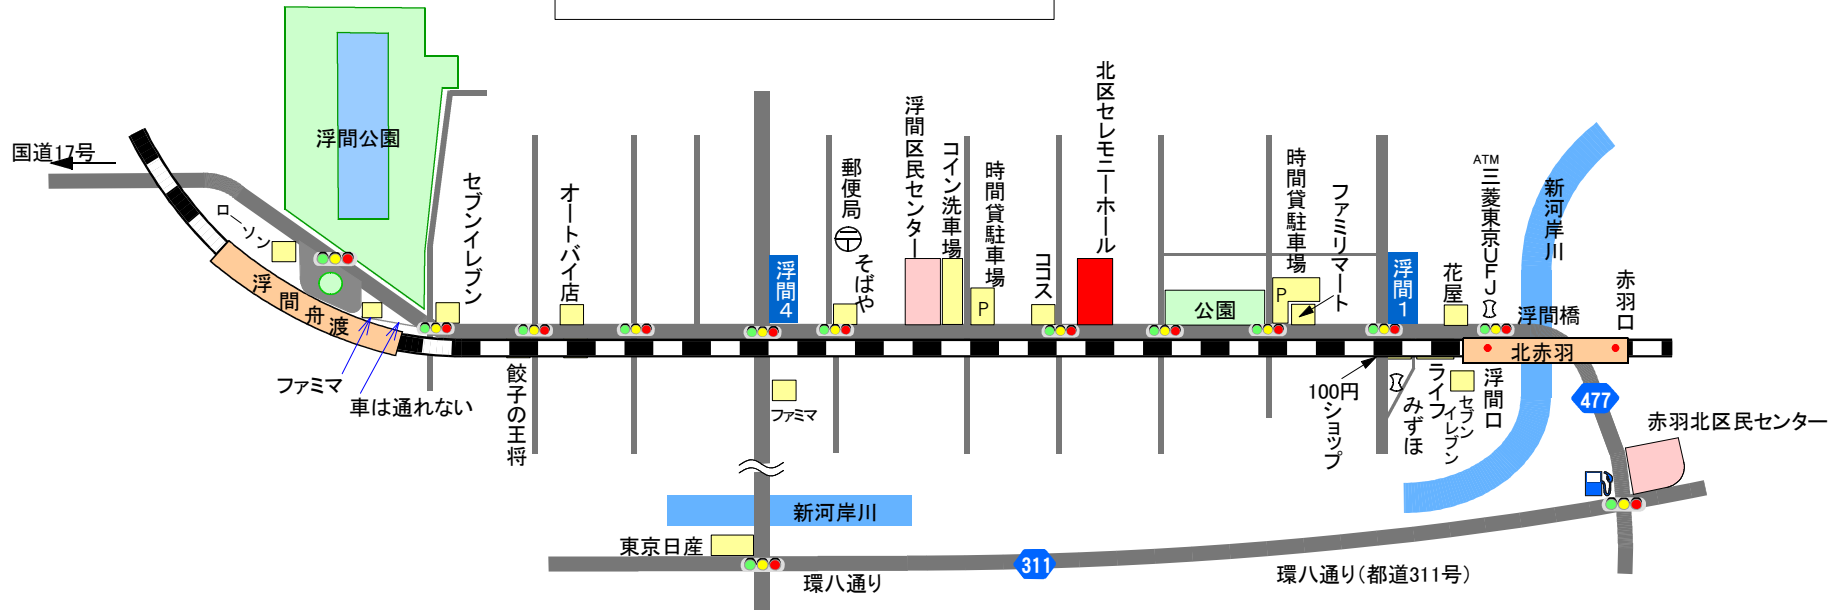 国道17号
浮間公園
ローソン
浮間舟渡
ファミマ
車は通れない
セブンイレブン
オートバイ店
餃子の王将
浮間4
ファミマ
郵便局
そばや
浮間区民センター
コイン洗車場
時間貸駐車場
P
ココス
北区セレモニーホール
公園
時間貸駐車場
P
ファミリマート
浮間1
100円
ショップ
みずほ
ライフ
セブン
イレブン
花屋
ATM
三菱東京UFJ
浮間口
北赤羽
浮間橋
新河岸川
赤羽口
477
赤羽北区民センター
新河岸川
東京日産
環八通り
311
環八通り(都道311号)